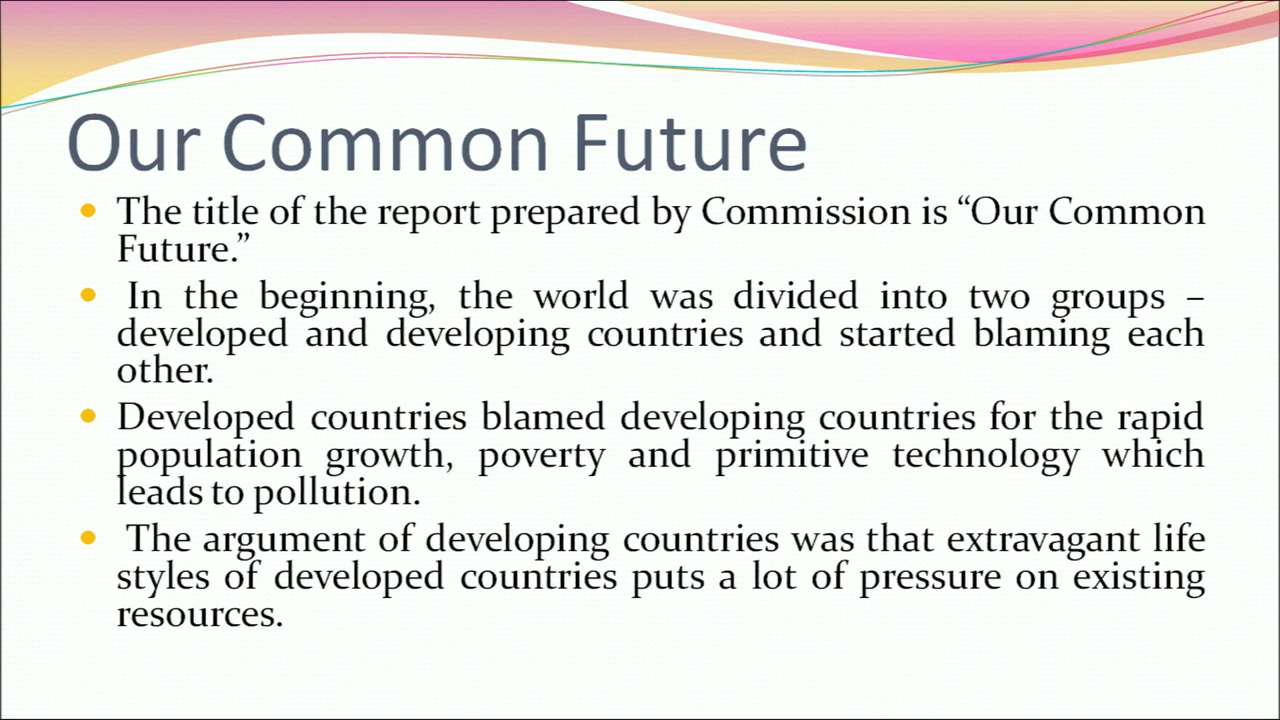 Our Common Future
• The title of the report prepared by Commission is “Our Common
Future.”
• In the beginning, the world was divided into two groups –
developed and developing countries and started blaming each
other.
• Developed countries blamed developing countries for the rapid
population growth, poverty and primitive technology which
leads to pollution.
• The argument of developing countries was that extravagant life
styles of developed countries puts a lot of pressure on existing
resources.